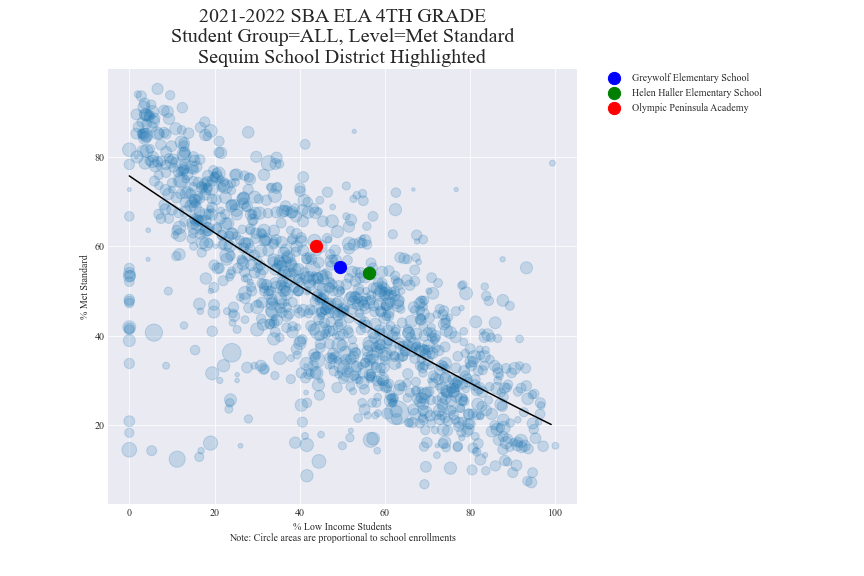 2021-2022 SBA ELA 4TH GRADE
Student Group=ALL, Level=Met Standard
Sequim School District Highlighted
Greywolf Elementary School
Helen Haller Elementary School
Olympic Peninsula Academy
% Met Standard
80
60
40
20
0 20 40 60 80 100
% Low Income Students
Note: Circle areas are proportional to school enrollments